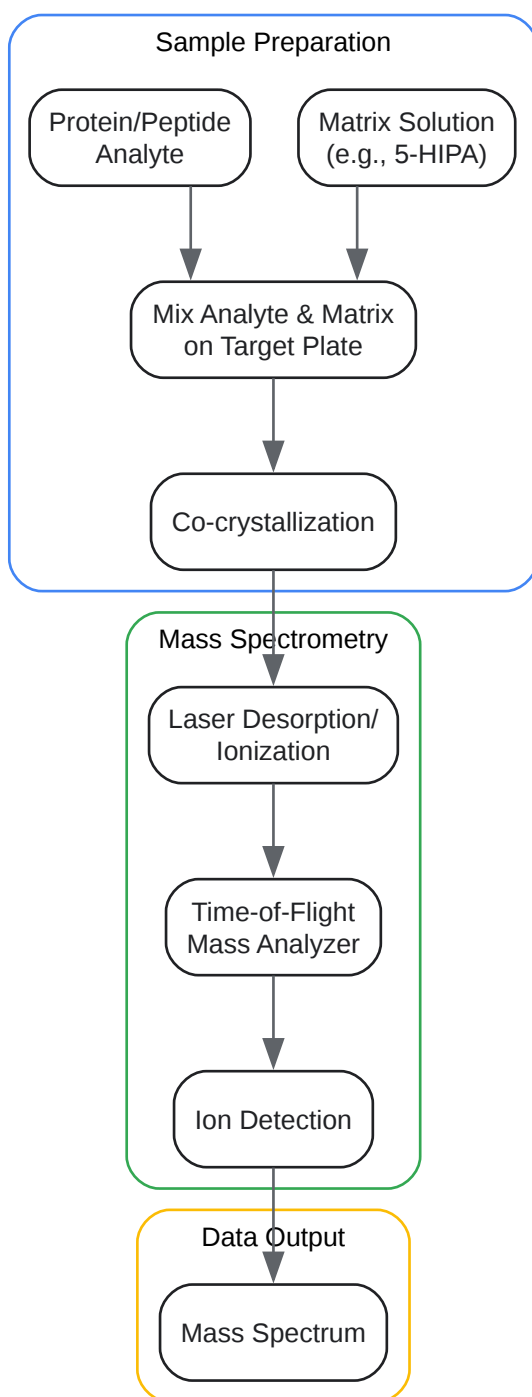 Sample Preparation
Protein/Peptide
Analyte
Matrix Solution
(e.g., 5-HIPA)
Mix Analyte & Matrix
on Target Plate
Co-crystallization
Mass Spectrometry
Laser Desorption/
Ionization
Time-of-Flight
Mass Analyzer
Ion Detection
Data Output
Mass Spectrum